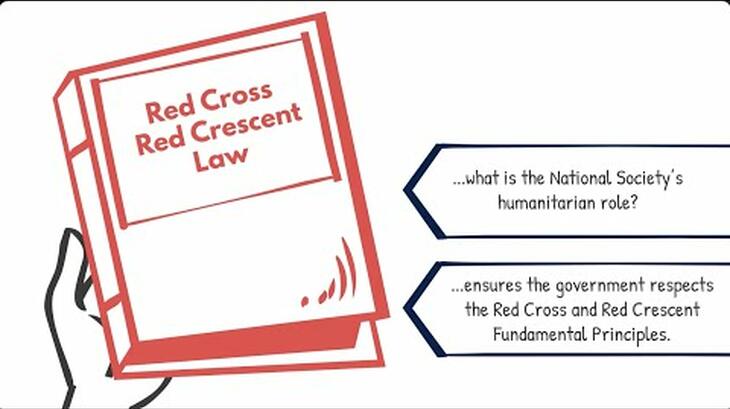 Red Cross
Red Crescent
Law
...what is the National Society's
humanitarian role?
...ensures the government respects
the Red Cross and Red Crescent
Fundamental Principles.